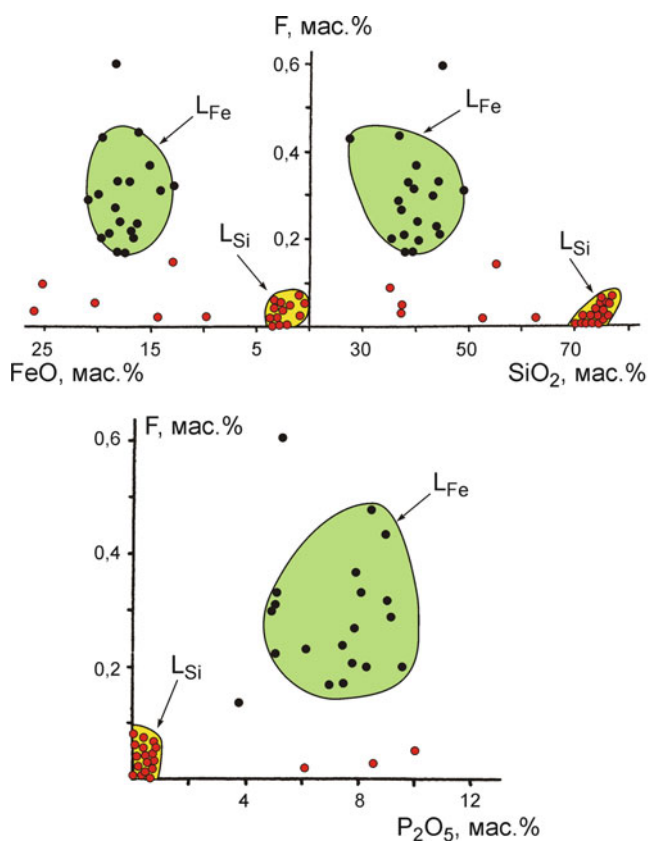 F, мас.%
0,6
L_Fe
L_Fe
0,4
L_Si
0,2
L_Si
25 15 5 30 50 70
FeO, мас.% SiO₂, мас.%
F, мас.%
0,6
L_Fe
0,4
L_Si
0,2
4 8 12
P₂O₅, мас.%